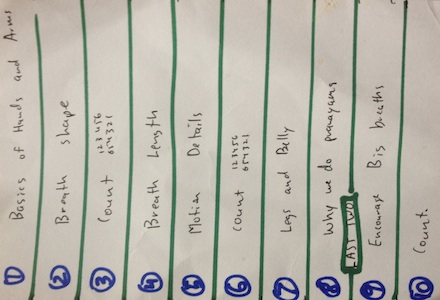 1 Basics of Hands and Arms
2 Breath shape
3 Count 123456
654321
4 Breath Length
5 Motion Details
6 Count 123456
654321
7 Legs and Belly
8 Why we do pranayama
LAST TWO
9 Encourage Big breaths
10 Count.